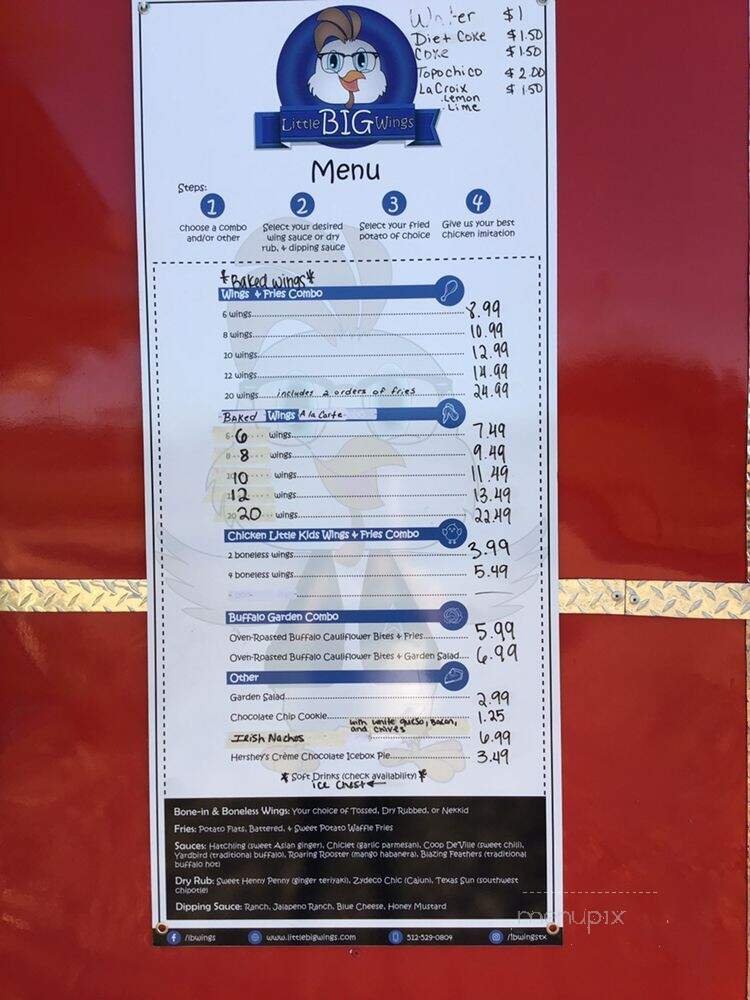 Water $1
Diet Coke $1.50
Coke $1.50
Topochico $2.00
LaCroix $1.50
. Lemon
. Lime
Little BIG Wings
Menu
Steps:
1 2 3 4
Choose a combo and/or other
Select your desired wing sauce or dry rub, & dipping sauce
Select your fried potato of choice
Give us your best chicken imitation
*Baked wings*
Wings & Fries Combo
6 wings 8.99
8 wings 10.99
10 wings 12.99
12 wings 14.99
20 wings includes 2 orders of fries 24.99
Baked Wings A la Carte
6 wings 7.49
8 wings 9.49
10 wings 11.49
12 wings 13.49
20 wings 22.49
Chicken Little Kids Wings & Fries Combo
2 boneless wings 3.99
4 boneless wings 5.49
Buffalo Garden Combo
Oven-Roasted Buffalo Cauliflower Bites & Fries 5.99
Oven-Roasted Buffalo Cauliflower Bites & Garden Salad 6.99
Other
Garden Salad 2.99
Chocolate Chip Cookie 1.25
with white queso, Bacon,
and chives
Irish Nachos 6.99
Hershey's Crème Chocolate Icebox Pie 3.49
* Soft Drinks (check availability) *
ice Chest ←
Bone-in & Boneless Wings: Your choice of Tossed, Dry Rubbed, or Nekkid
Fries: Potato Flats, Battered, & Sweet Potato Waffle Fries
Sauces: Hatchling (sweet Asian ginger), Chiclet (garlic parmesan), Coop De'Ville (sweet chili),
Yardbird (traditional buffalo), Roaring Rooster (mango habanera), Blazing Feathers (traditional
buffalo hot)
Dry Rub: Sweet Henny Penny (ginger teriyaki), Zydeco Chic (Cajun), Texas Sun (southwest
chipotle)
Dipping Sauce: Ranch, Jalapeno Ranch, Blue Cheese, Honey Mustard
/lbwings www.littlebigwings.com 512-529-0809 /lbwingstx